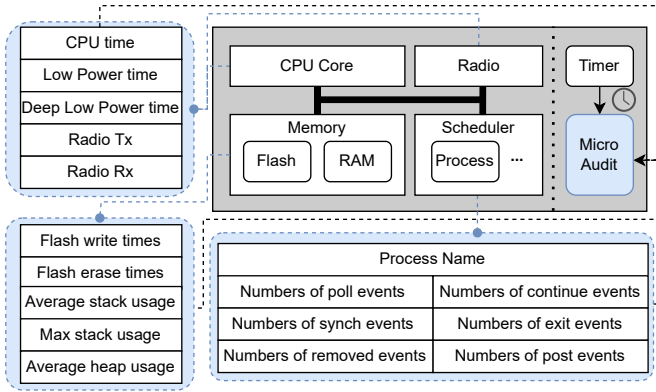 CPU time
Low Power time
Deep Low Power time
Radio Tx
Radio Rx
CPU Core
Radio
Timer
Memory
Flash
RAM
Scheduler
Process
...
Micro
Audit
Flash write times
Flash erase times
Average stack usage
Max stack usage
Average heap usage
Process Name
Numbers of poll events
Numbers of continue events
Numbers of synch events
Numbers of exit events
Numbers of removed events
Numbers of post events